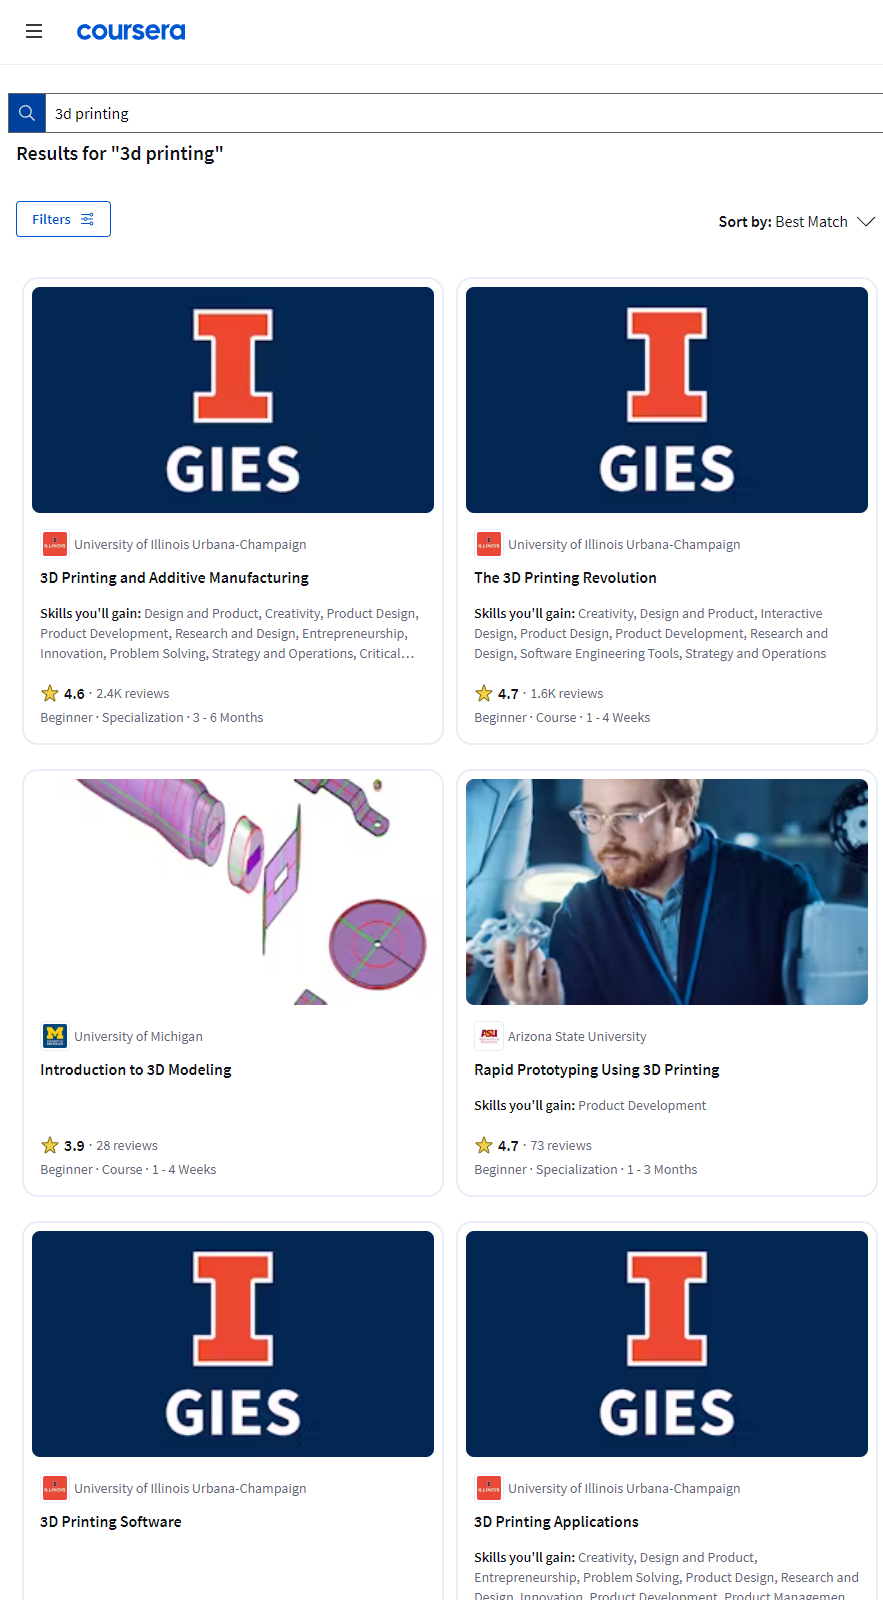 coursera
3d printing
Results for "3d printing"
Filters
Sort by: Best Match
I
GIES
I
GIES
University of Illinois Urbana-Champaign
3D Printing and Additive Manufacturing
Skills you'll gain: Design and Product, Creativity, Product Design,
Product Development, Research and Design, Entrepreneurship,
Innovation, Problem Solving, Strategy and Operations, Critical…
4.6 · 2.4K reviews
Beginner · Specialization · 3 - 6 Months
University of Illinois Urbana-Champaign
The 3D Printing Revolution
Skills you'll gain: Creativity, Design and Product, Interactive
Design, Product Design, Product Development, Research and
Design, Software Engineering Tools, Strategy and Operations
4.7 · 1.6K reviews
Beginner · Course · 1 - 4 Weeks
University of Michigan
Introduction to 3D Modeling
3.9 · 28 reviews
Beginner · Course · 1 - 4 Weeks
ASU
Arizona State University
Rapid Prototyping Using 3D Printing
Skills you'll gain: Product Development
4.7 · 73 reviews
Beginner · Specialization · 1 - 3 Months
I
GIES
I
GIES
University of Illinois Urbana-Champaign
3D Printing Software
University of Illinois Urbana-Champaign
3D Printing Applications
Skills you'll gain: Creativity, Design and Product,
Entrepreneurship, Problem Solving, Product Design, Research and
Design, Innovation, Product Development, Product Managemen